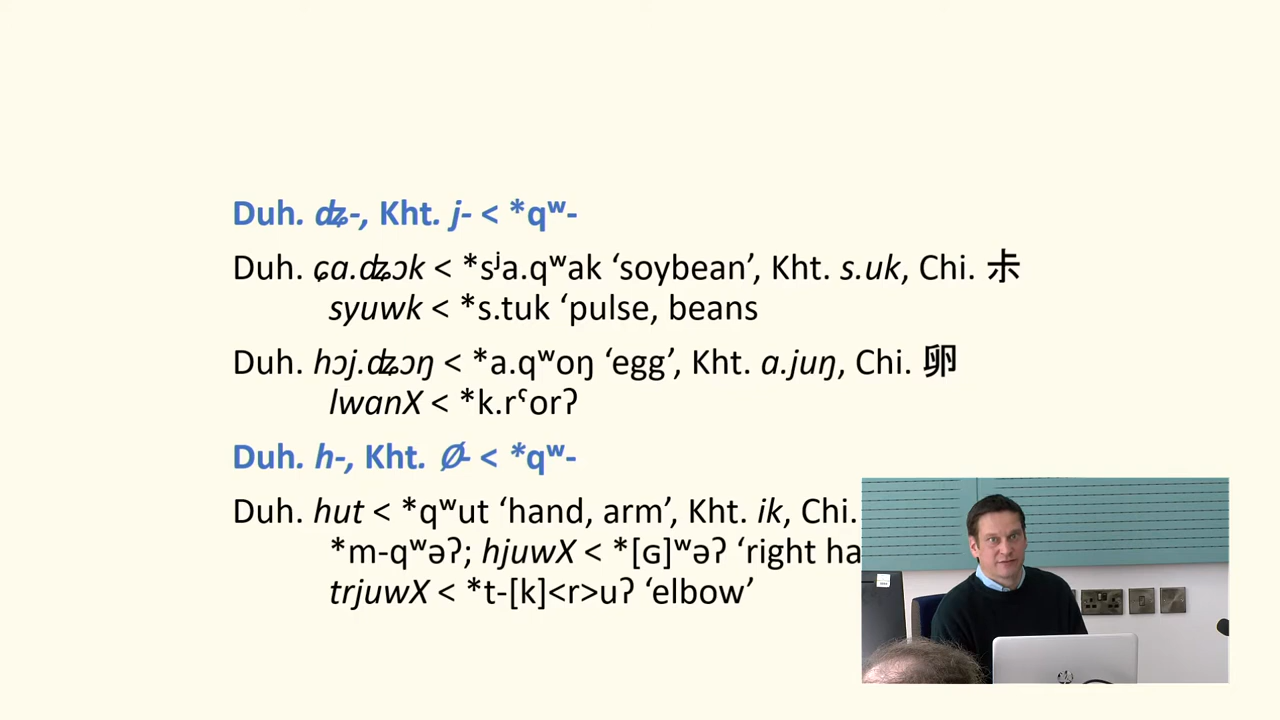 Duh. ʥ-, Kht. j- < *qʷ-
Duh. ɕa.ʥɔk < *sʲa.qʷak ‘soybean’, Kht. s.uk, Chi. 尗
syuwk < *s.tuk ‘pulse, beans
Duh. hɔj.ʥɔŋ < *a.qʷoŋ ‘egg’, Kht. a.juŋ, Chi. 卵
lwanX < *k.rˤorʔ
Duh. h-, Kht. Ø- < *qʷ-
Duh. hut < *qʷut ‘hand, arm’, Kht. ik, Chi.
*m-qʷəʔ; hjuwX < *[ɢ]ʷəʔ ‘right ha
trjuwX < *t-[k]<r>uʔ ‘elbow’